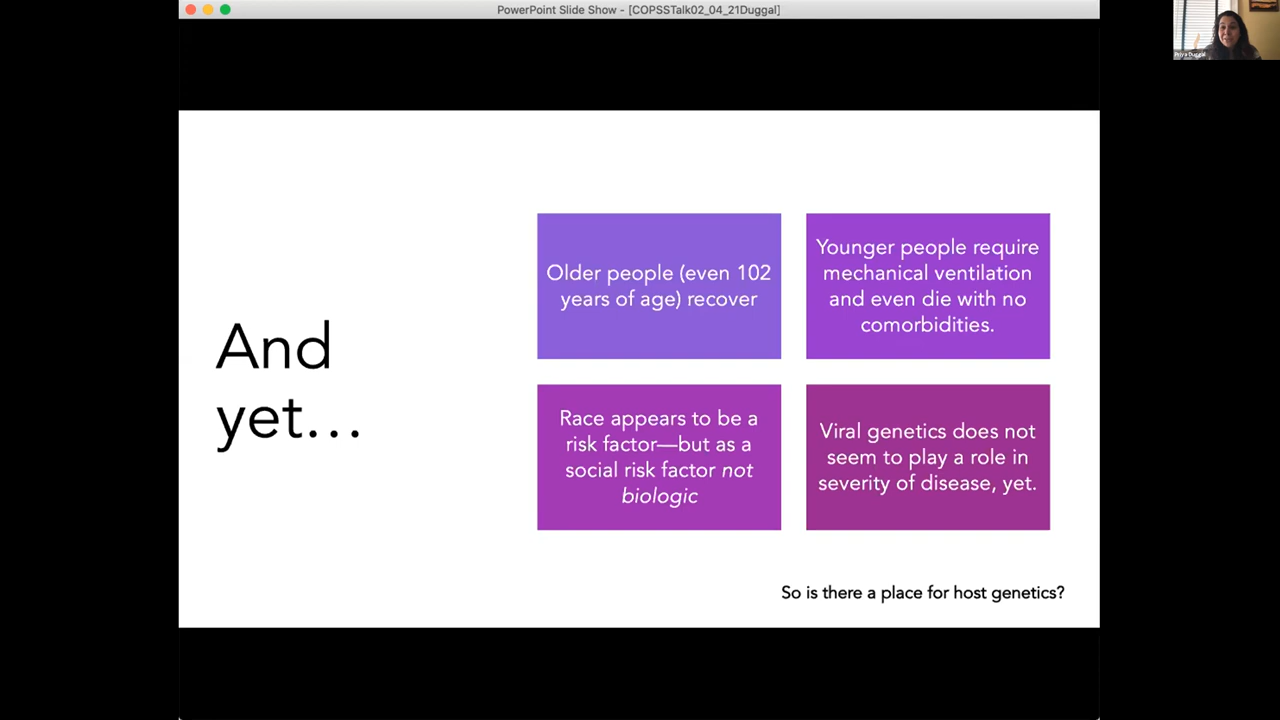 PowerPoint Slide Show - [COPSSTalk02_04_21Duggal]
Priya Duggal
And
yet...
Older people (even 102
years of age) recover
Younger people require
mechanical ventilation
and even die with no
comorbidities.
Race appears to be a
risk factor—but as a
social risk factor not
biologic
Viral genetics does not
seem to play a role in
severity of disease, yet.
So is there a place for host genetics?